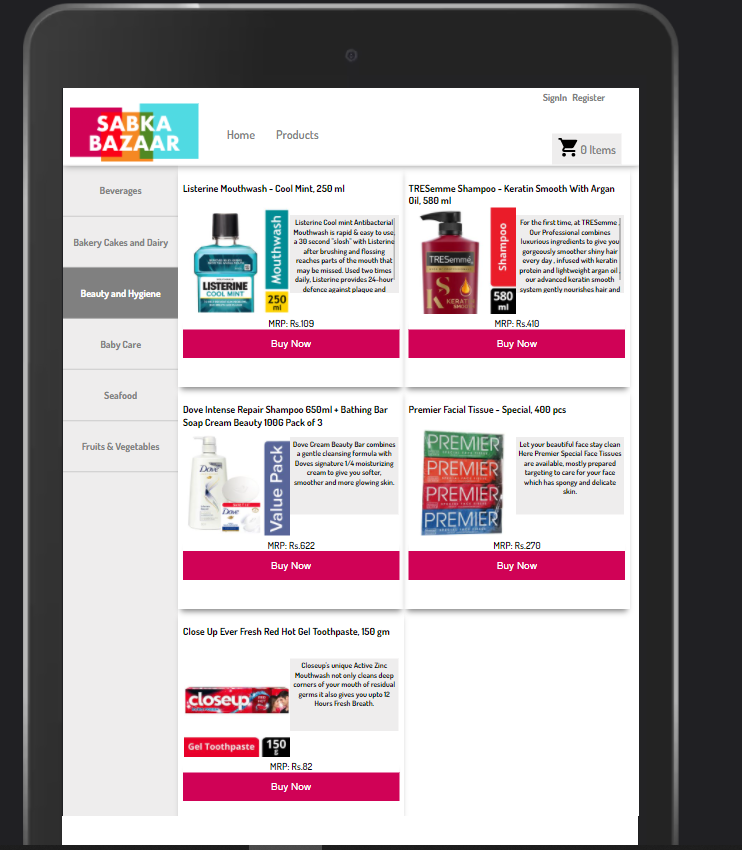 SignIn Register
SABKA
BAZAAR
Home Products
0 Items
Beverages
Bakery Cakes and Dairy
Beauty and Hygiene
Baby Care
Seafood
Fruits & Vegetables
Listerine Mouthwash - Cool Mint, 250 ml
LISTERINE
COOL MINT
Mouthwash
250
ml
Listerine Cool mint Antibacterial
Mouthwash is rapid & easy to use,
a 30 second "slosh" with Listerine
after brushing and flossing
reaches parts of the mouth that
may be missed. Used two times
daily, Listerine provides 24-hour
defence against plaque and
MRP: Rs.109
Buy Now
TRESemme Shampoo - Keratin Smooth With Argan
Oil, 580 ml
TRESemmé
KS
KERATIN
SMOOTH
Shampoo
580
ml
For the first time, at TRESemme .
Our Professional combines
luxurious ingredients to give you
gorgeously smoother shiny hair
every day , infused with keratin
protein and lightweight argan oil ,
our advanced keratin smooth
system gently nourishes hair and
MRP: Rs.410
Buy Now
Dove Intense Repair Shampoo 650ml + Bathing Bar
Soap Cream Beauty 100G Pack of 3
Dove
Dove
Value Pack
Dove Cream Beauty Bar combines
a gentle cleansing formula with
Doves signature 1/4 moisturizing
cream to give you softer,
smoother and more glowing skin.
MRP: Rs.622
Buy Now
Premier Facial Tissue - Special, 400 pcs
PREMIER
PREMIER
PREMIER
PREMIER
Let your beautiful face stay clean
Here Premier Special Face Tissues
are available, mostly prepared
targeting to care for your face
which has spongy and delicate
skin.
MRP: Rs.270
Buy Now
Close Up Ever Fresh Red Hot Gel Toothpaste, 150 gm
closeup
Gel Toothpaste
150
g
Closeup's unique Active Zinc
Mouthwash not only cleans deep
corners of your mouth of residual
germs it also gives you upto 12
Hours Fresh Breath.
MRP: Rs.82
Buy Now